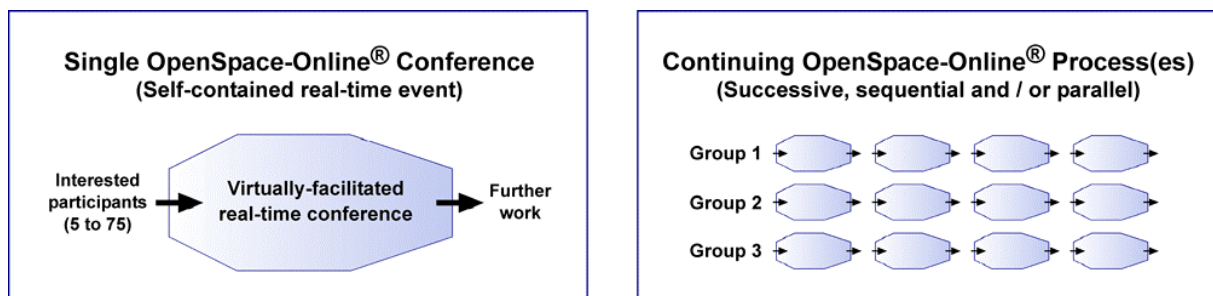 Single OpenSpace-Online® Conference
(Self-contained real-time event)
Interested
participants
(5 to 75)
Virtually-facilitated
real-time conference
Further
work
Continuing OpenSpace-Online® Process(es)
(Successive, sequential and / or parallel)
Group 1
Group 2
Group 3